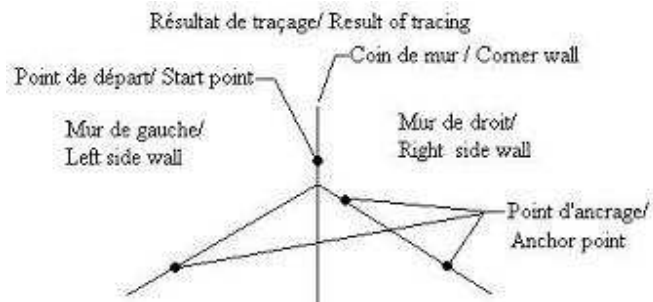 Résultat de traçage/ Result of tracing
Coin de mur / Corner wall
Point de départ/ Start point
Mur de gauche/
Left side wall
Mur de droit/
Right side wall
Point d'ancrage/
Anchor point